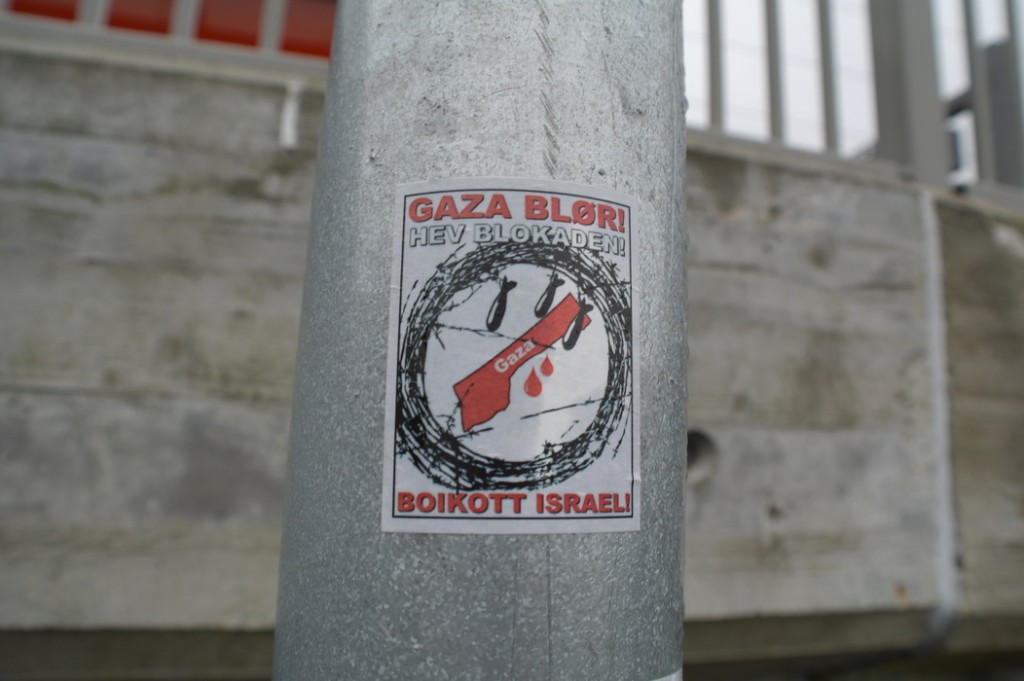 GAZA BLØR!
HEV BLOKADEN!
Gaza
BOIKOTT ISRAEL!